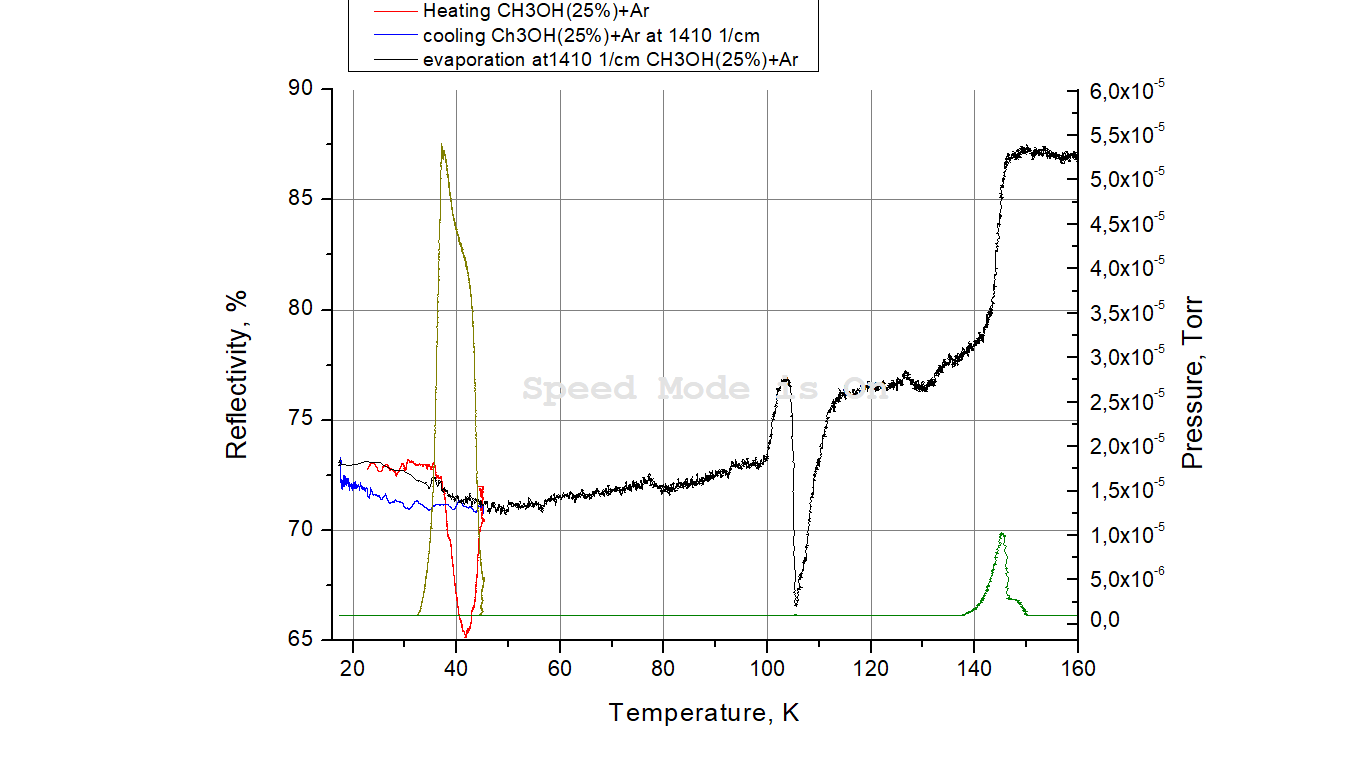 Heating CH3OH(25%)+Ar
cooling Ch3OH(25%)+Ar at 1410 1/cm
evaporation at1410 1/cm CH3OH(25%)+Ar
90
85
80
75
70
65
Reflectivity, %
Speed Mode is On
6,0x10-5
5,5x10-5
5,0x10-5
4,5x10-5
4,0x10-5
3,5x10-5
3,0x10-5
2,5x10-5
2,0x10-5
1,5x10-5
1,0x10-5
5,0x10-6
0,0
Pressure, Torr
20 40 60 80 100 120 140 160
Temperature, K